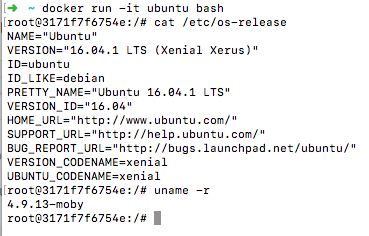 ➜  ~ docker run -it ubuntu bash
root@3171f7f6754e:/# cat /etc/os-release
NAME="Ubuntu"
VERSION="16.04.1 LTS (Xenial Xerus)"
ID=ubuntu
ID_LIKE=debian
PRETTY_NAME="Ubuntu 16.04.1 LTS"
VERSION_ID="16.04"
HOME_URL="http://www.ubuntu.com/"
SUPPORT_URL="http://help.ubuntu.com/"
BUG_REPORT_URL="http://bugs.launchpad.net/ubuntu/"
VERSION_CODENAME=xenial
UBUNTU_CODENAME=xenial
root@3171f7f6754e:/# uname -r
4.9.13-moby
root@3171f7f6754e:/#